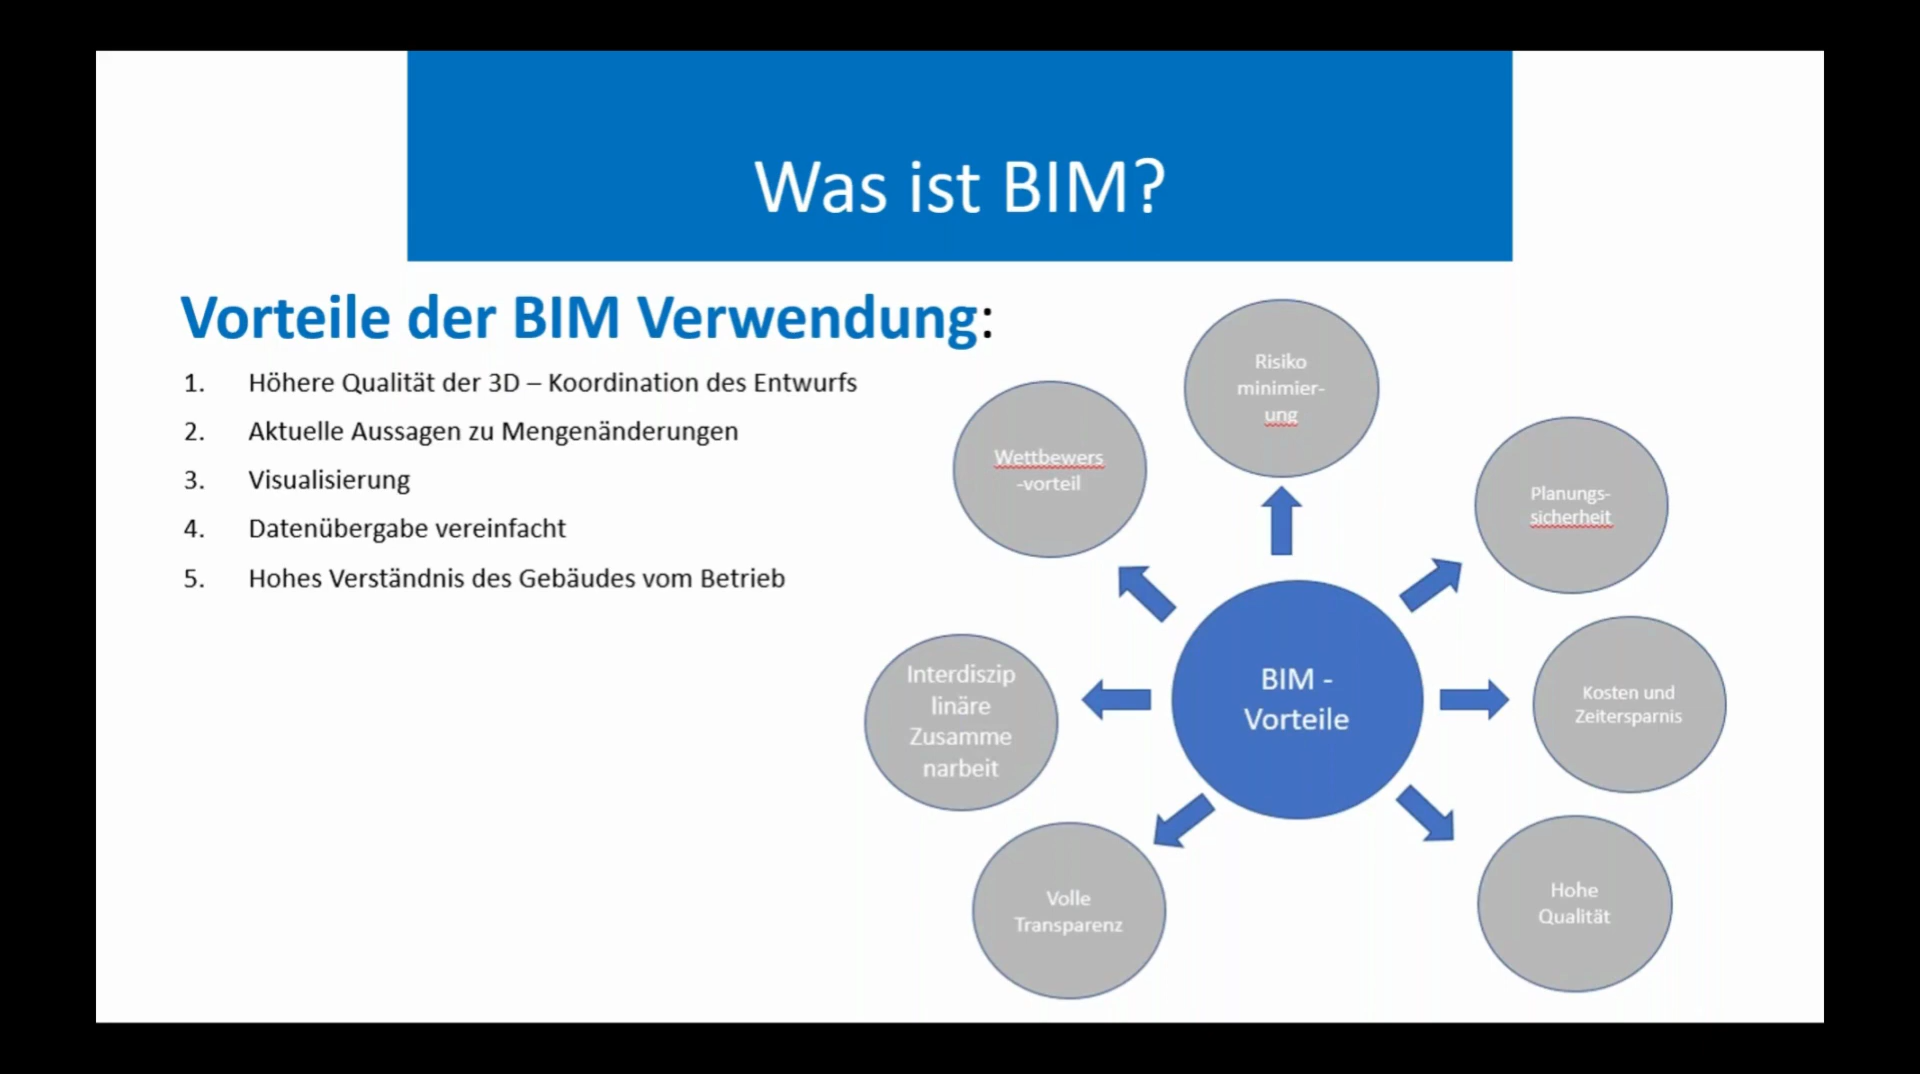 Was ist BIM?
Vorteile der BIM Verwendung:
1. Höhere Qualität der 3D – Koordination des Entwurfs
2. Aktuelle Aussagen zu Mengenänderungen
3. Visualisierung
4. Datenübergabe vereinfacht
5. Hohes Verständnis des Gebäudes vom Betrieb
Risiko
minimier-
ung
Wettbewers
-vorteil
Planungs-
sicherheit
Interdiszip
linäre
Zusamme
narbeit
BIM -
Vorteile
Kosten und
Zeitersparnis
Volle
Transparenz
Hohe
Qualität